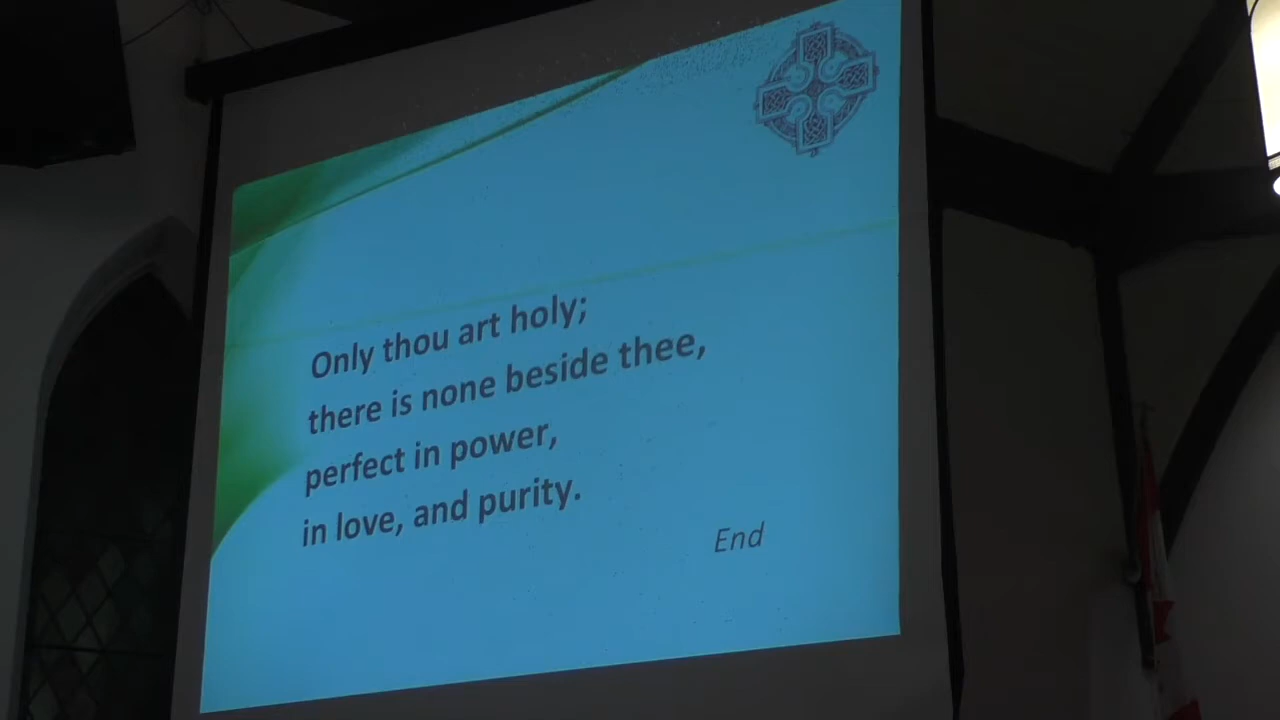 Only thou art holy;
there is none beside thee,
perfect in power,
in love, and purity.
End